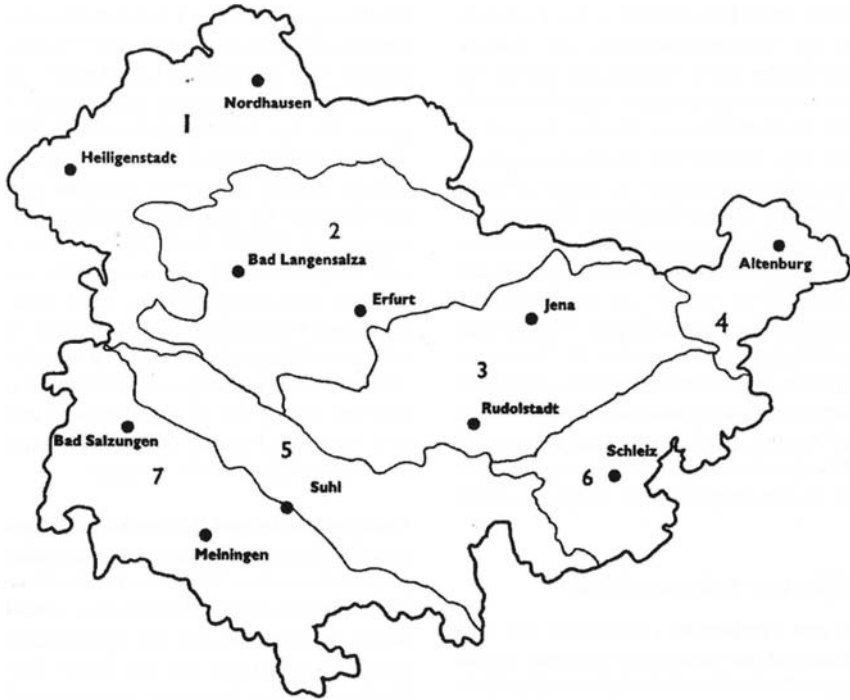 Nordhausen
1
Heiligenstadt
2
Bad Langensalza
Altenburg
Erfurt
Jena
4
3
Rudolstadt
Bad Salzungen
5
Schleiz
7
6
Suhl
Meiningen